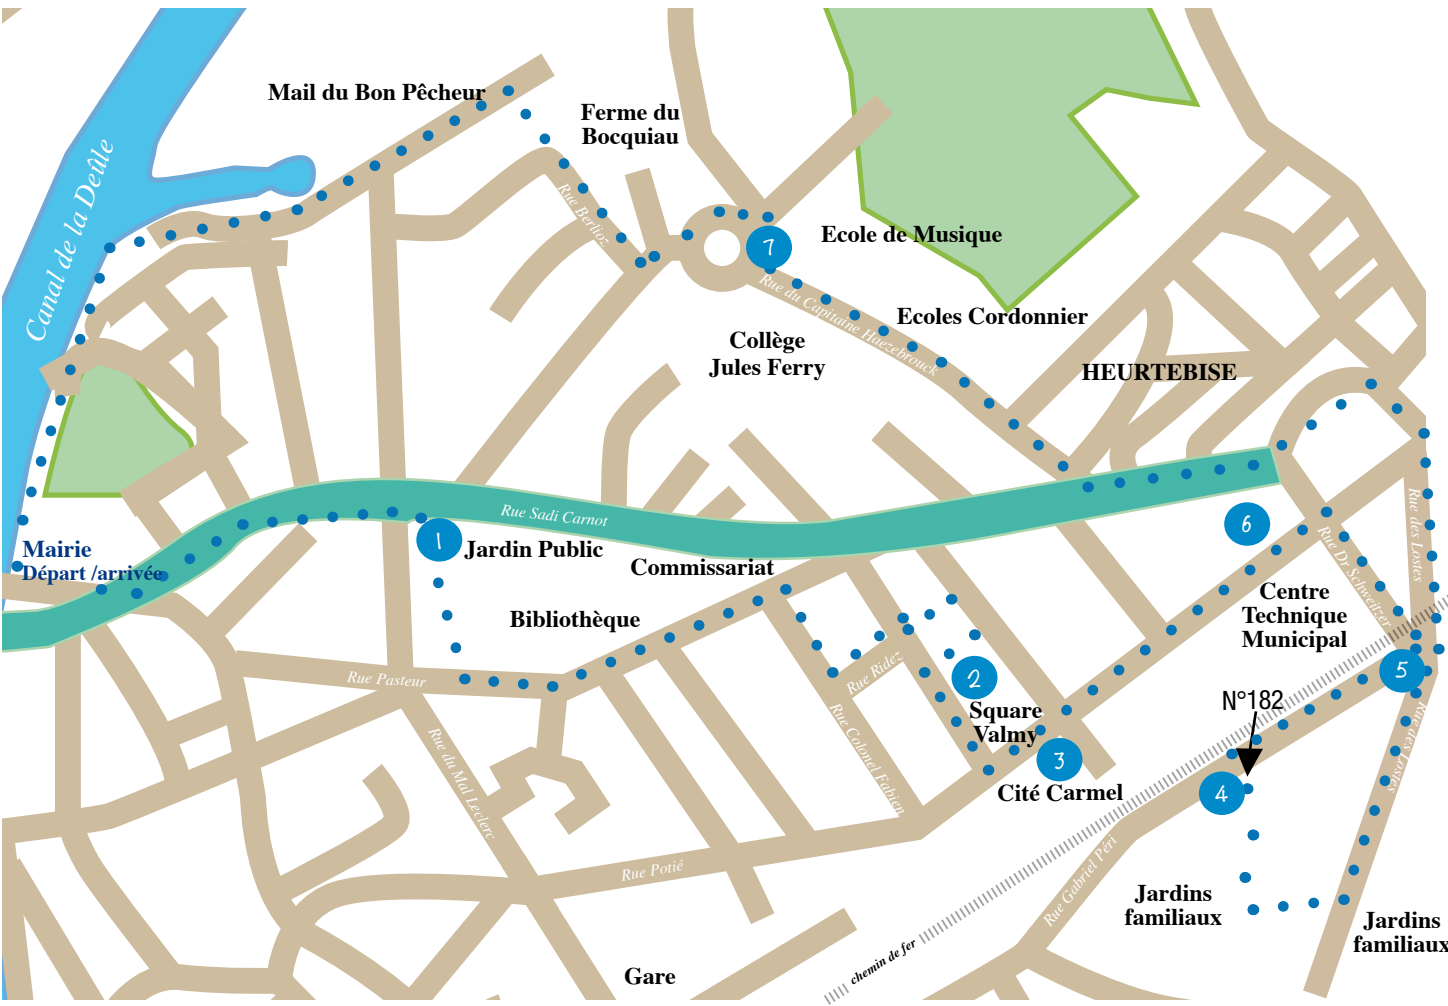 Mail du Bon Pêcheur
Ferme du
Bocquiau
Canal de la Deûle
Rue Berlioz
7
Ecole de Musique
Rue du Capitaine Haezebrouck
Ecoles Cordonnier
Collège
Jules Ferry
HEURTEBISE
Rue Sadi Carnot
Mairie
Départ /arrivée
1
Jardin Public
Commissariat
Bibliothèque
6
Rue des Lostes
Rue Dr Schweitzer
Centre
Technique
Municipal
Rue Pasteur
Rue Ridez
2
Square
Valmy
5
N°182
Rue du Mal Leclerc
Rue Colonel Fabien
3
Cité Carmel
4
Rue des Lostes
Rue Potié
Rue Gabriel Péri
Jardins
familiaux
Jardins
familiaux
chemin de fer
Gare